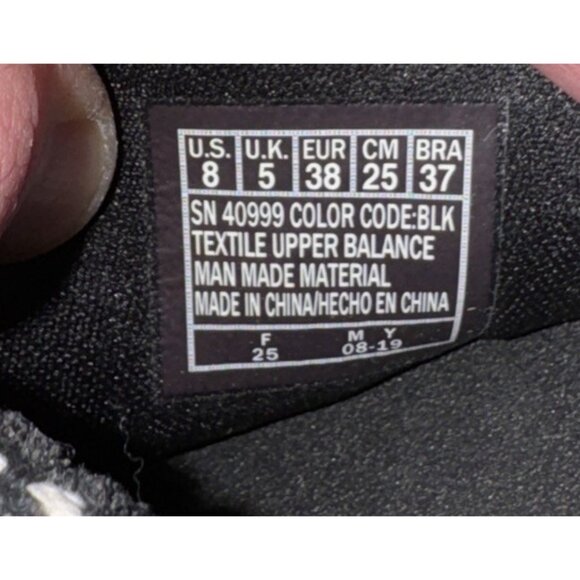 U.S. U.K. EUR CM BRA
8 5 38 25 37
SN 40999 COLOR CODE:BLK
TEXTILE UPPER BALANCE
MAN MADE MATERIAL
MADE IN CHINA/HECHO EN CHINA
F M Y
25 08-19